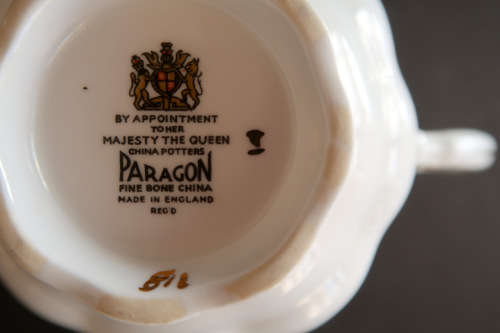 BY APPOINTMENT
TO HER
MAJESTY THE QUEEN
CHINA POTTERS
PARAGON
FINE BONE CHINA
MADE IN ENGLAND
REG'D